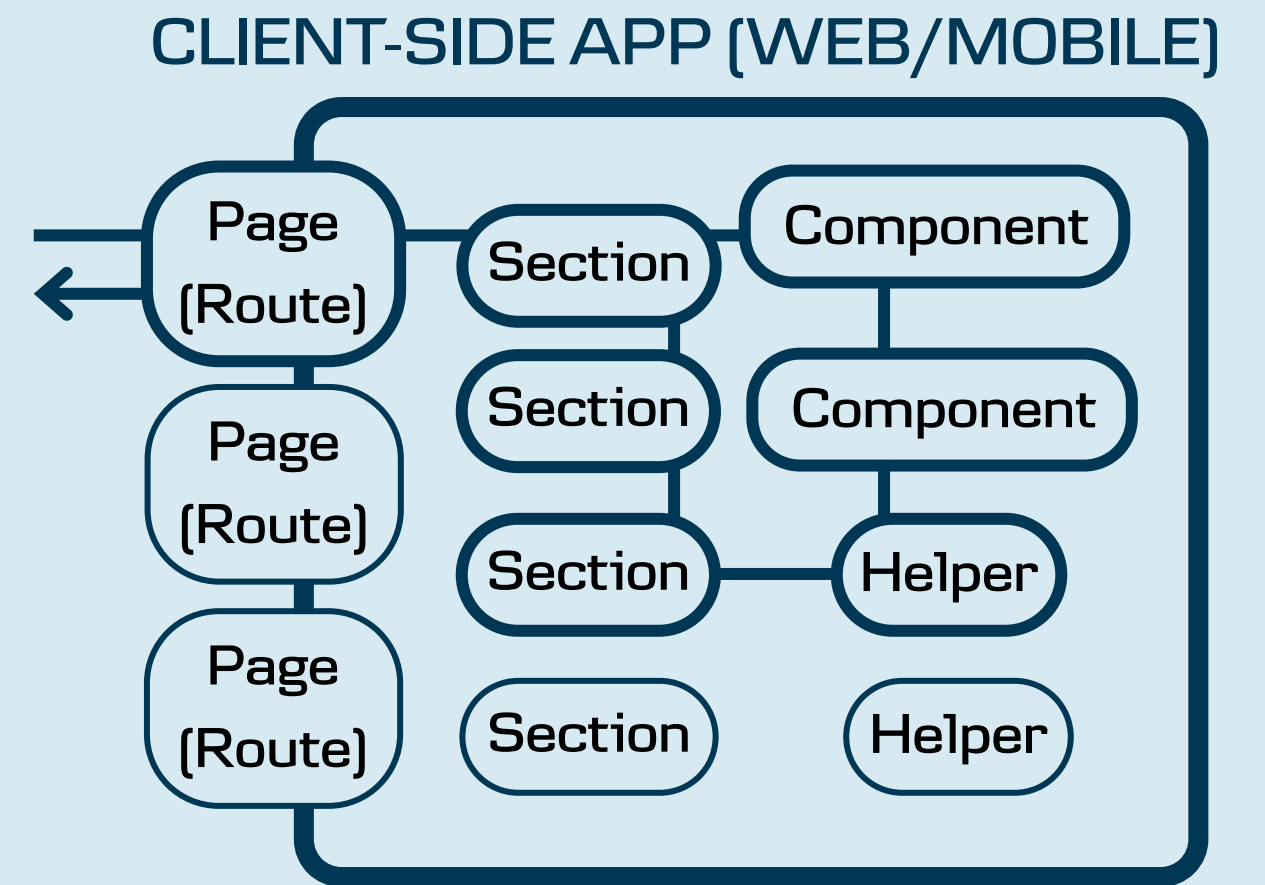 CLIENT-SIDE APP (WEB/MOBILE)
Page
(Route)
Section
Component
Page
(Route)
Section
Component
Section
Helper
Page
(Route)
Section
Helper